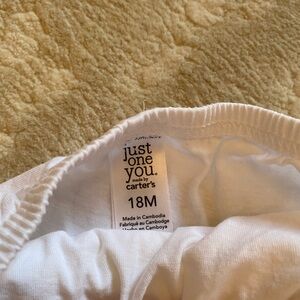 just
one
you®
made by
carter's
18M
Made in Cambodia
Fabriqué au Cambodge
Hecho en Camboya